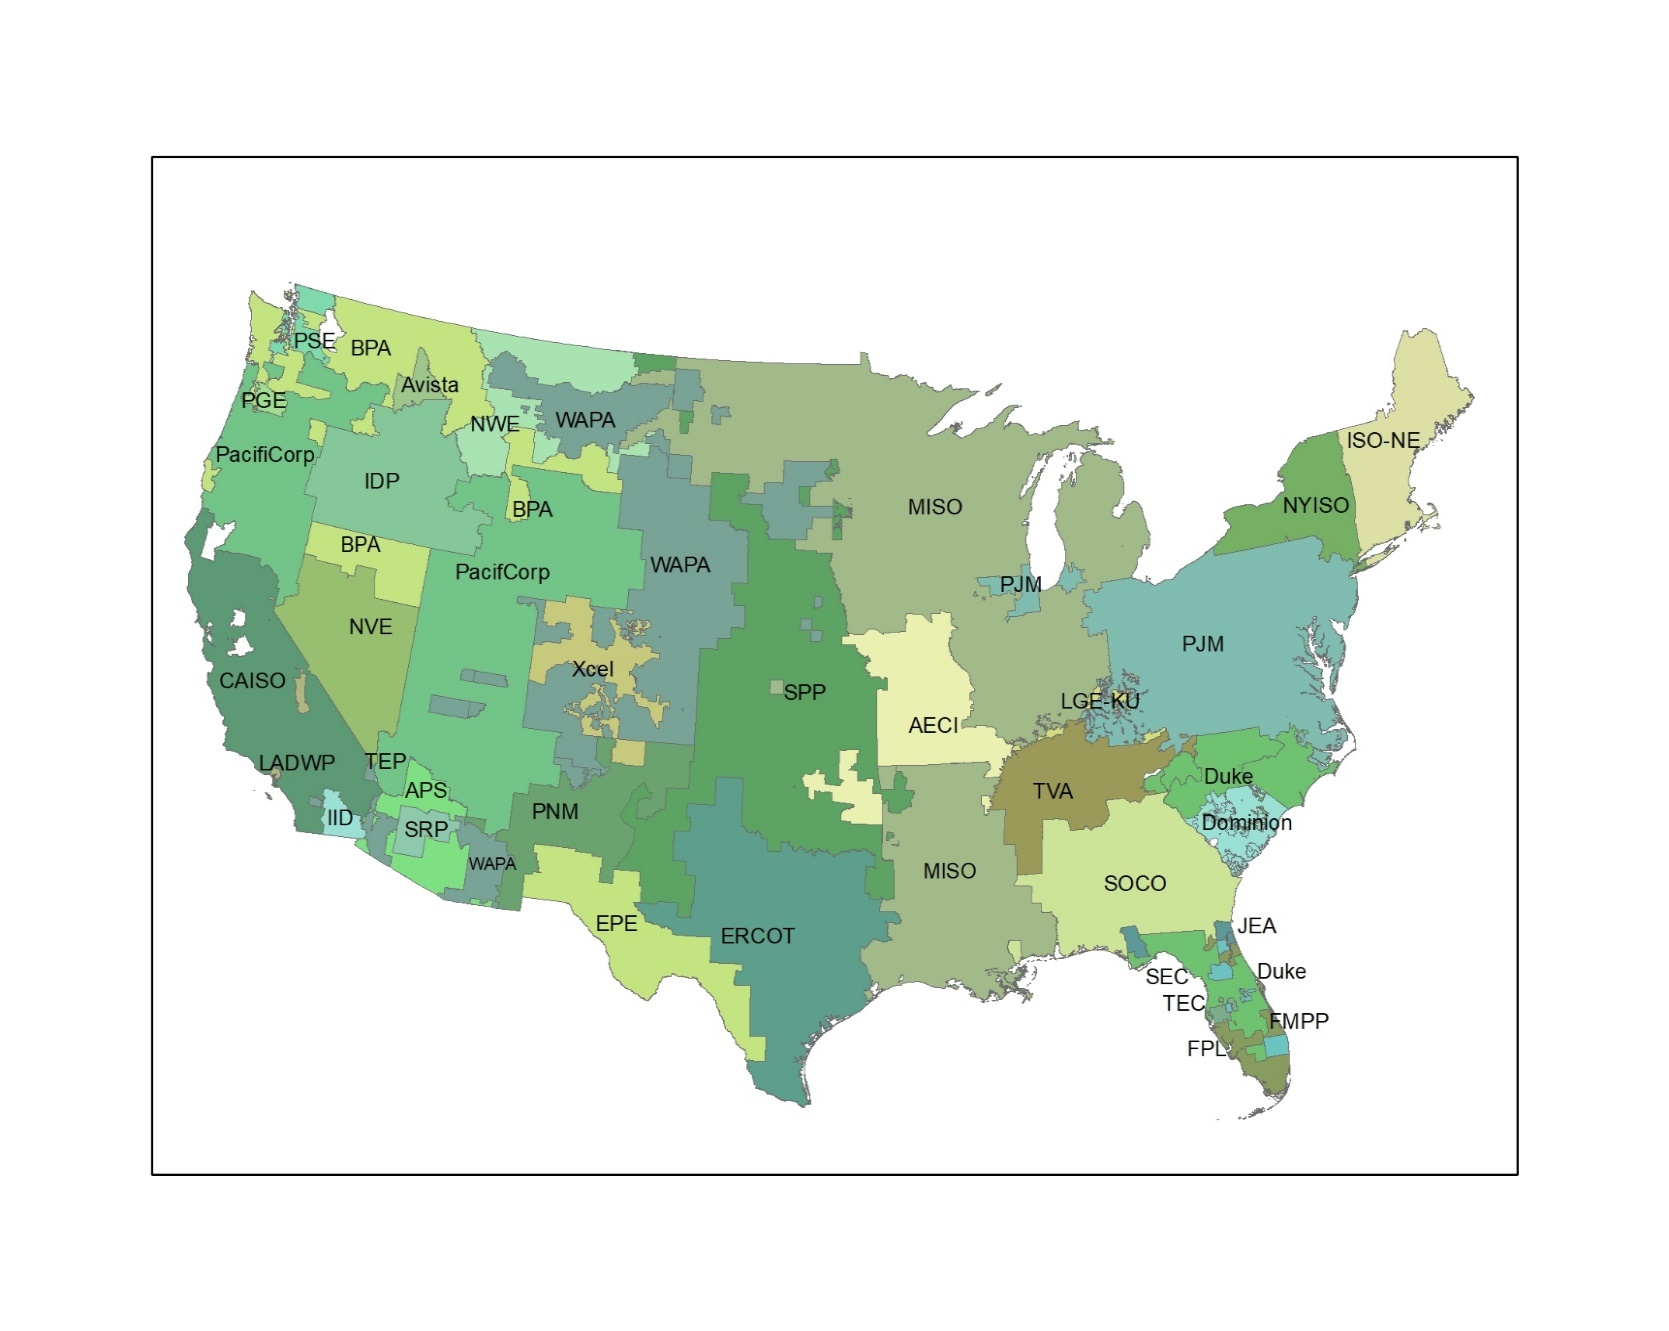 PSE
BPA
Avista
PGE
NWE
WAPA
ISO-NE
PacifiCorp
IDP
BPA
MISO
NYISO
BPA
PacifCorp
WAPA
PJM
NVE
PJM
CAISO
Xcel
SPP
LGE-KU
AECI
LADWP
TEP
APS
PNM
TVA
Duke
IID
SRP
Dominion
WAPA
MISO
SOCO
EPE
ERCOT
JEA
SEC
Duke
TEC
FMPP
FPL